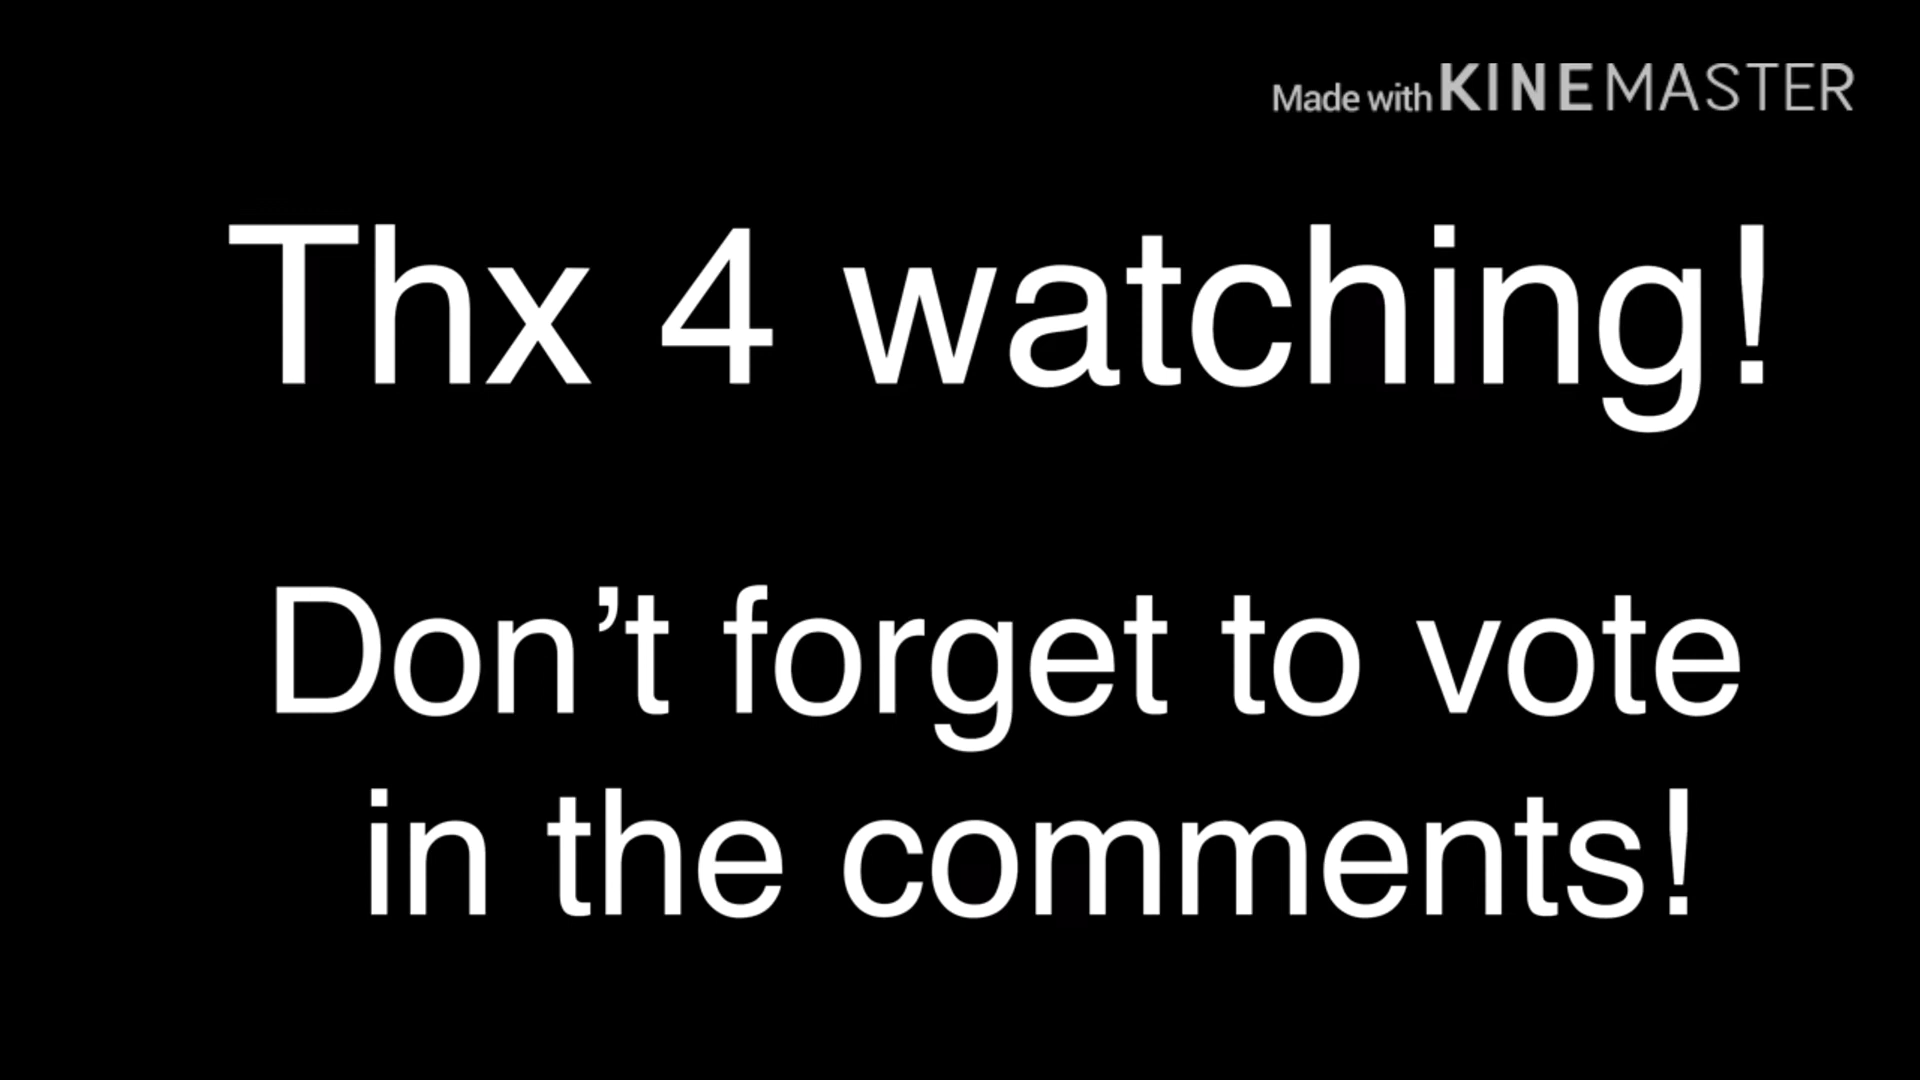 Made with KINEMASTER
Thx 4 watching!
Don’t forget to vote
in the comments!